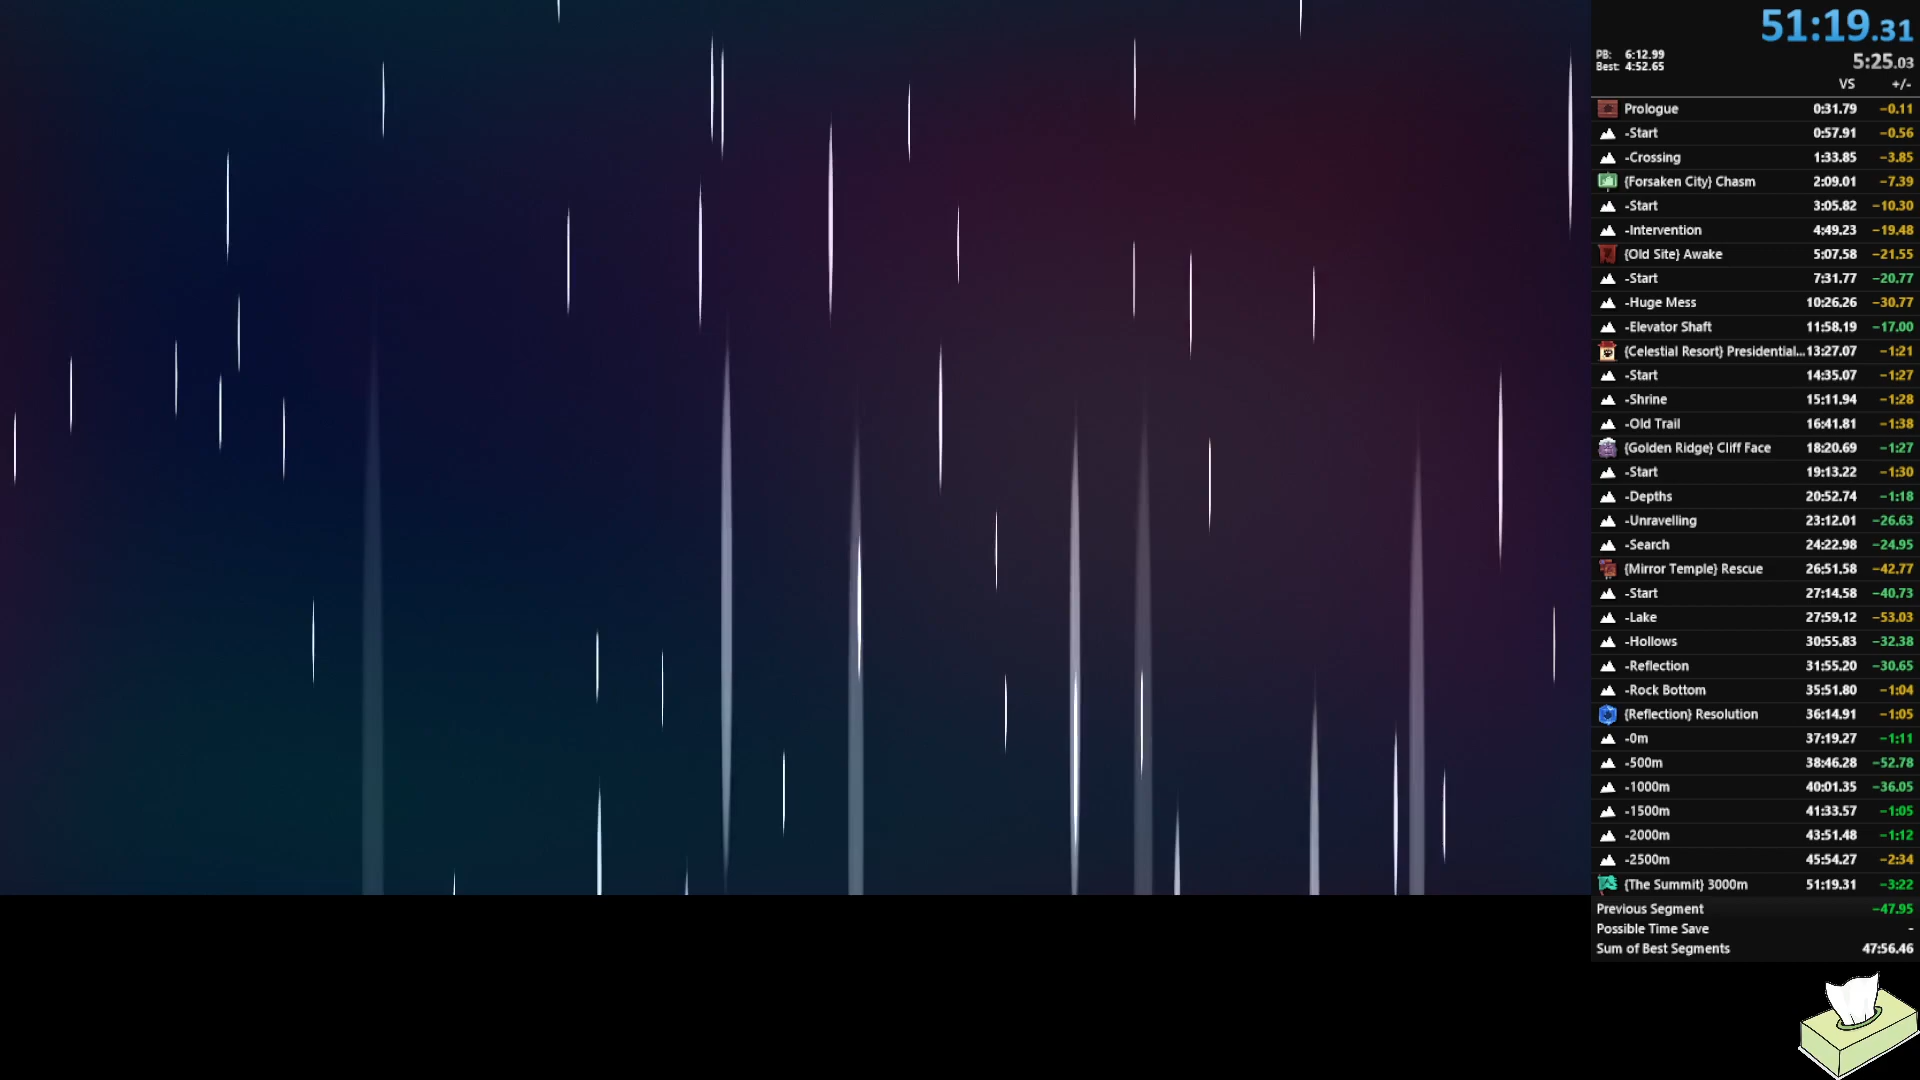 51:19.31
PB: 6:12.99
Best: 4:52.65
5:25.03
VS +/-
Prologue 0:31.79 −0.11
-Start 0:57.91 −0.56
-Crossing 1:33.85 −3.85
{Forsaken City} Chasm 2:09.01 −7.39
-Start 3:05.82 −10.30
-Intervention 4:49.23 −19.48
{Old Site} Awake 5:07.58 −21.55
-Start 7:31.77 −20.77
-Huge Mess 10:26.26 −30.77
-Elevator Shaft 11:58.19 −17.00
{Celestial Resort} Presidential... 13:27.07 −1:21
-Start 14:35.07 −1:27
-Shrine 15:11.94 −1:28
-Old Trail 16:41.81 −1:38
{Golden Ridge} Cliff Face 18:20.69 −1:27
-Start 19:13.22 −1:30
-Depths 20:52.74 −1:18
-Unravelling 23:12.01 −26.63
-Search 24:22.98 −24.95
{Mirror Temple} Rescue 26:51.58 −42.77
-Start 27:14.58 −40.73
-Lake 27:59.12 −53.03
-Hollows 30:55.83 −32.38
-Reflection 31:55.20 −30.65
-Rock Bottom 35:51.80 −1:04
{Reflection} Resolution 36:14.91 −1:05
-0m 37:19.27 −1:11
-500m 38:46.28 −52.78
-1000m 40:01.35 −36.05
-1500m 41:33.57 −1:05
-2000m 43:51.48 −1:12
-2500m 45:54.27 −2:34
{The Summit} 3000m 51:19.31 −3:22
Previous Segment −47.95
Possible Time Save -
Sum of Best Segments 47:56.46